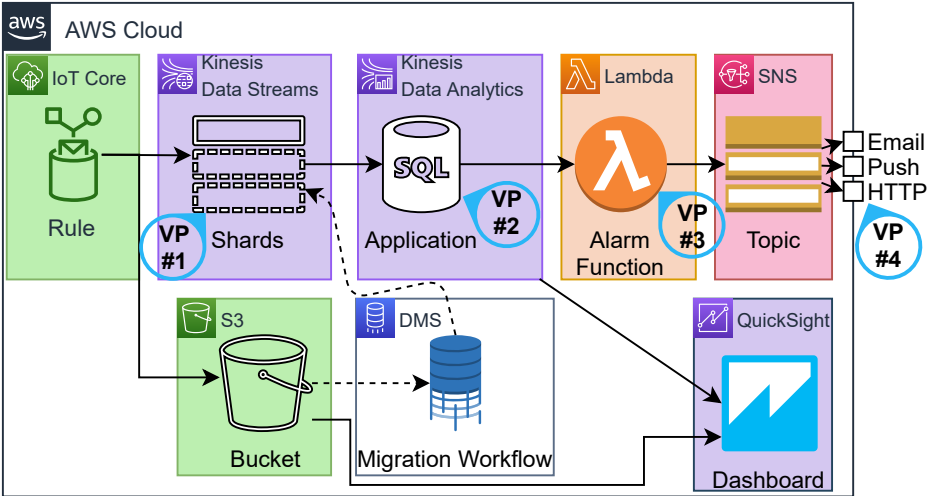 aws
AWS Cloud
IoT Core
Rule
Kinesis
Data Streams
VP
#1
Shards
Kinesis
Data Analytics
SQL
VP
#2
Application
Lambda
λ
VP
#3
Alarm
Function
SNS
Topic
Email
Push
HTTP
VP
#4
S3
Bucket
DMS
Migration Workflow
QuickSight
Dashboard